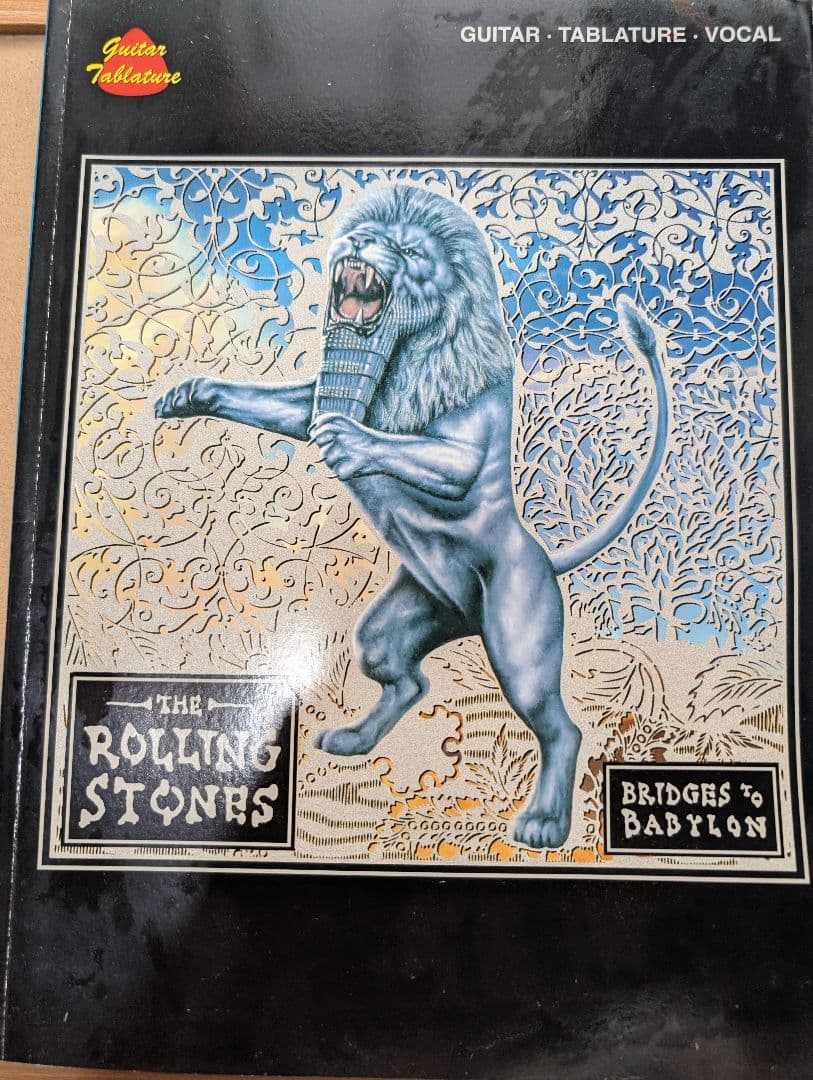 Guitar
Tablature
GUITAR · TABLATURE · VOCAL
THE
ROLLING
STONES
BRIDGES TO
BABYLON